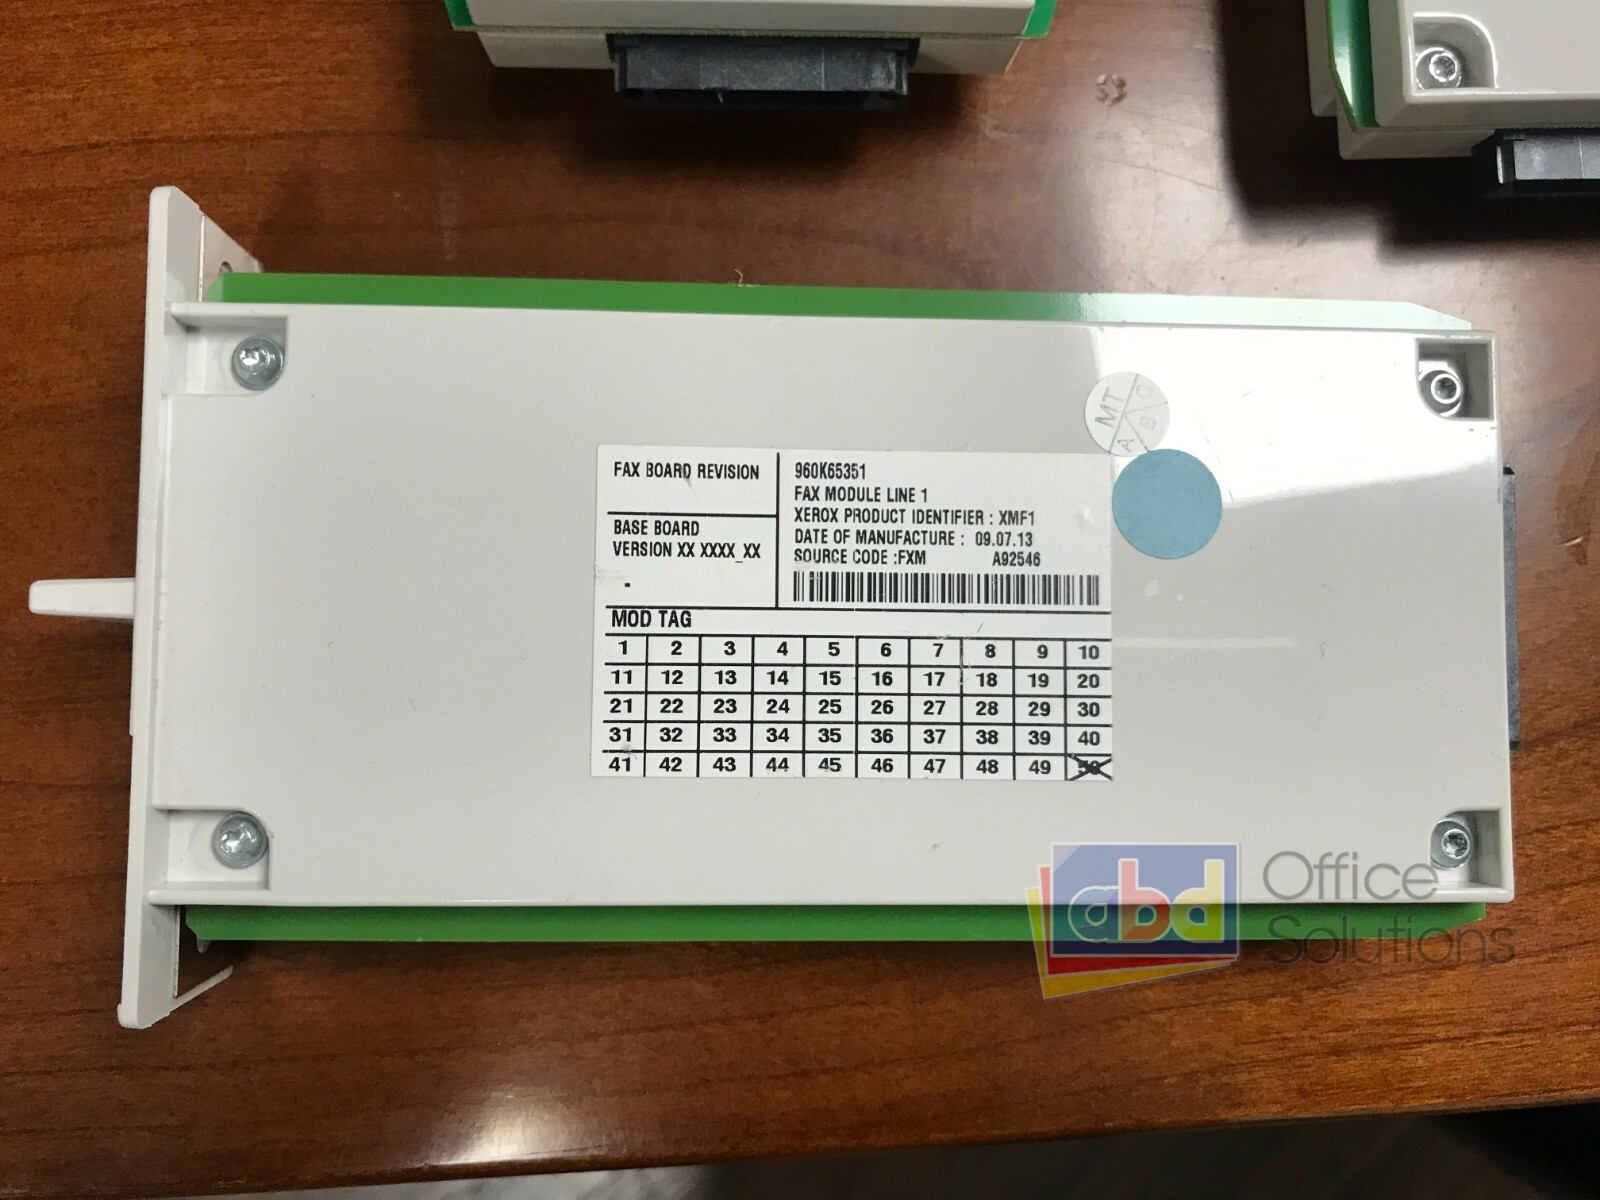 MT
A
B
C
FAX BOARD REVISION
BASE BOARD
VERSION XX XXXX_XX
960K65351
FAX MODULE LINE 1
XEROX PRODUCT IDENTIFIER : XMF1
DATE OF MANUFACTURE : 09.07.13
SOURCE CODE :FXM A92546
MOD TAG
1 2 3 4 5 6 7 8 9 10
11 12 13 14 15 16 17 18 19 20
21 22 23 24 25 26 27 28 29 30
31 32 33 34 35 36 37 38 39 40
41 42 43 44 45 46 47 48 49 50
abd Office
Solutions